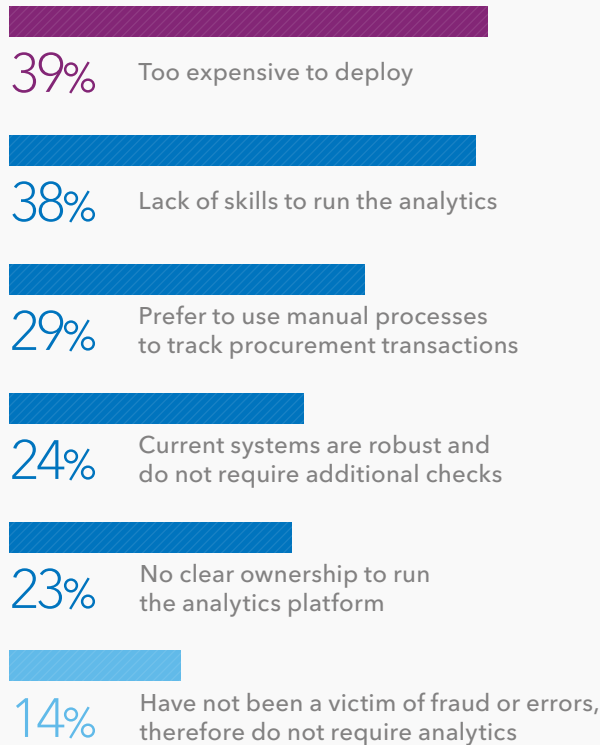 39% Too expensive to deploy
38% Lack of skills to run the analytics
29% Prefer to use manual processes
to track procurement transactions
24% Current systems are robust and
do not require additional checks
23% No clear ownership to run
the analytics platform
14% Have not been a victim of fraud or errors,
therefore do not require analytics